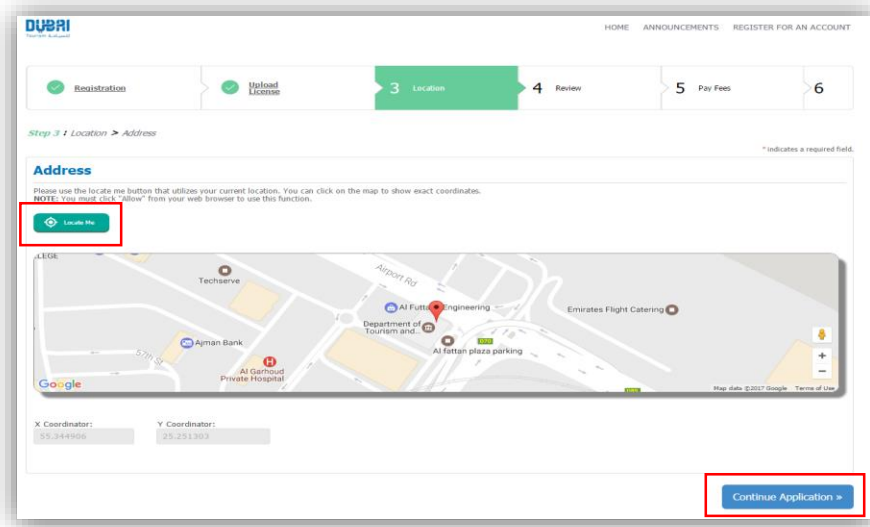 DUBAI
HOME ANNOUNCEMENTS REGISTER FOR AN ACCOUNT
Registration
Upload
License
3 Location
4 Review
5 Pay Fees
6
Step 3 : Location > Address
* indicates a required field.
Address
Please use the locate me button that utilizes your current location. You can click on the map to show exact coordinates.
NOTE: You must click "Allow" from your web browser to use this function.
Locate Me
LEGE
Techserve
Airport Rd
Al Futta Engineering
Emirates Flight Catering
Department of
Tourism and...
D70
Al fattan plaza parking
57th St
Ajman Bank
Al Garhoud
Private Hospital
+
−
Google
Map data ©2017 Google Terms of Use
X Coordinator:
Y Coordinator:
55.344906
25.251303
Continue Application »